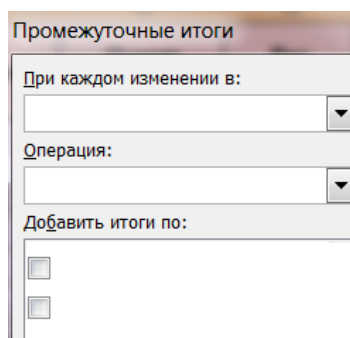 Промежуточные итоги
При каждом изменении в:
Операция:
Добавить итоги по: